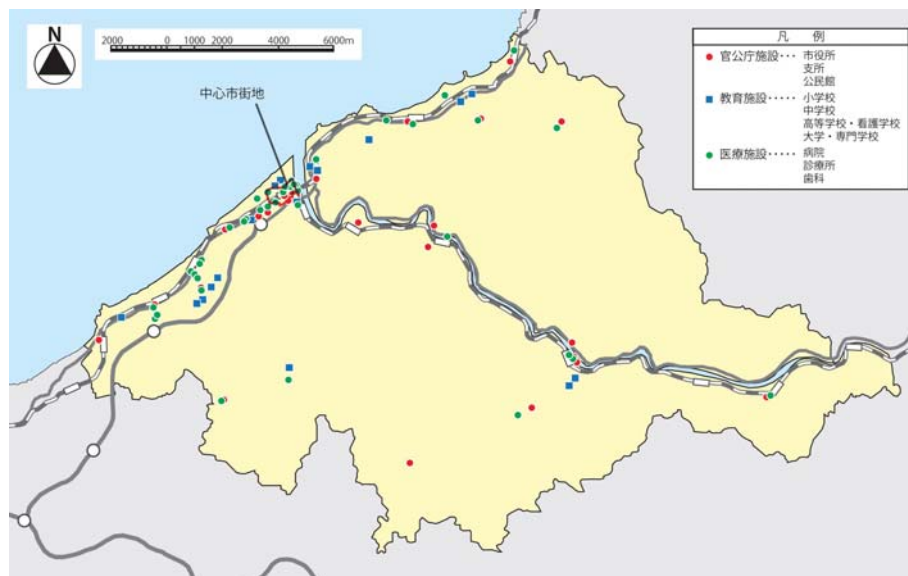 N
2000 0 2000 4000 6000m
中心市街地
凡 例
官公庁施設･･･ 市役所
支所
公民館
教育施設･････ 小学校
中学校
高等学校・看護学校
大学・専門学校
医療施設･････ 病院
診療所
歯科